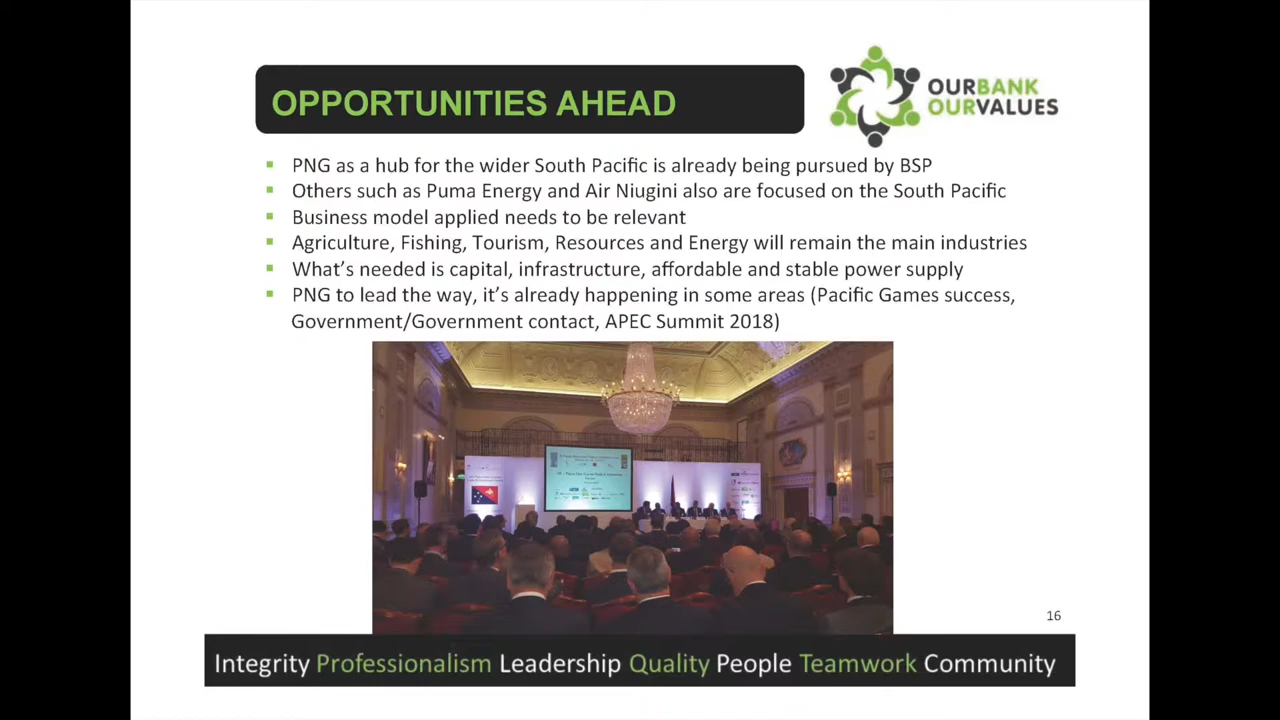 OPPORTUNITIES AHEAD
OURBANK
OURVALUES
PNG as a hub for the wider South Pacific is already being pursued by BSP
Others such as Puma Energy and Air Niugini also are focused on the South Pacific
Business model applied needs to be relevant
Agriculture, Fishing, Tourism, Resources and Energy will remain the main industries
What’s needed is capital, infrastructure, affordable and stable power supply
PNG to lead the way, it’s already happening in some areas (Pacific Games success,
Government/Government contact, APEC Summit 2018)
16
Integrity Professionalism Leadership Quality People Teamwork Community